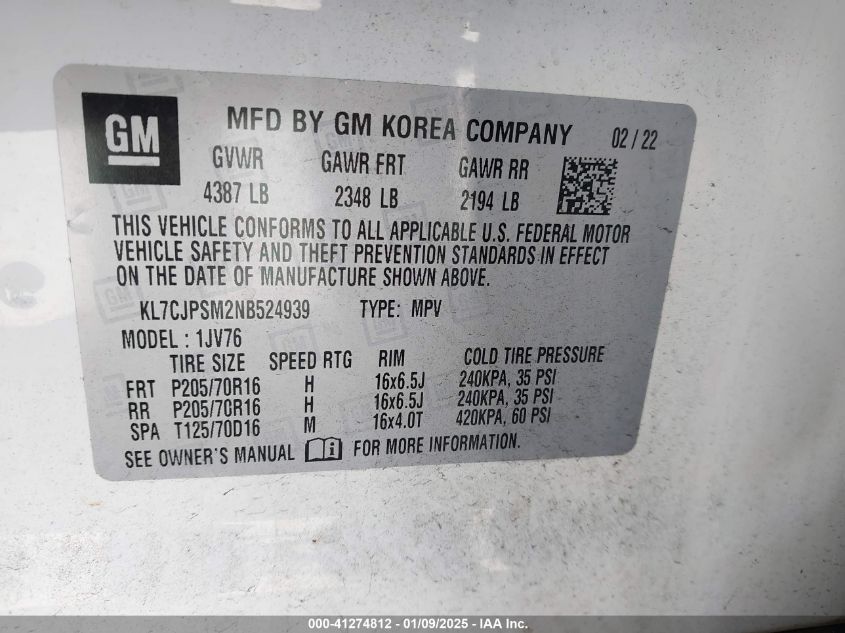 GM
MFD BY GM KOREA COMPANY 02 / 22
GVWR GAWR FRT GAWR RR
4387 LB 2348 LB 2194 LB
THIS VEHICLE CONFORMS TO ALL APPLICABLE U.S. FEDERAL MOTOR
VEHICLE SAFETY AND THEFT PREVENTION STANDARDS IN EFFECT
ON THE DATE OF MANUFACTURE SHOWN ABOVE.
KL7CJPSM2NB524939 TYPE: MPV
MODEL : 1JV76
TIRE SIZE SPEED RTG RIM COLD TIRE PRESSURE
FRT P205/70R16 H 16x6.5J 240KPA, 35 PSI
RR P205/70R16 H 16x6.5J 240KPA, 35 PSI
SPA T125/70D16 M 16x4.0T 420KPA, 60 PSI
SEE OWNER'S MANUAL FOR MORE INFORMATION.
000-41274812 - 01/09/2025 - IAA Inc.